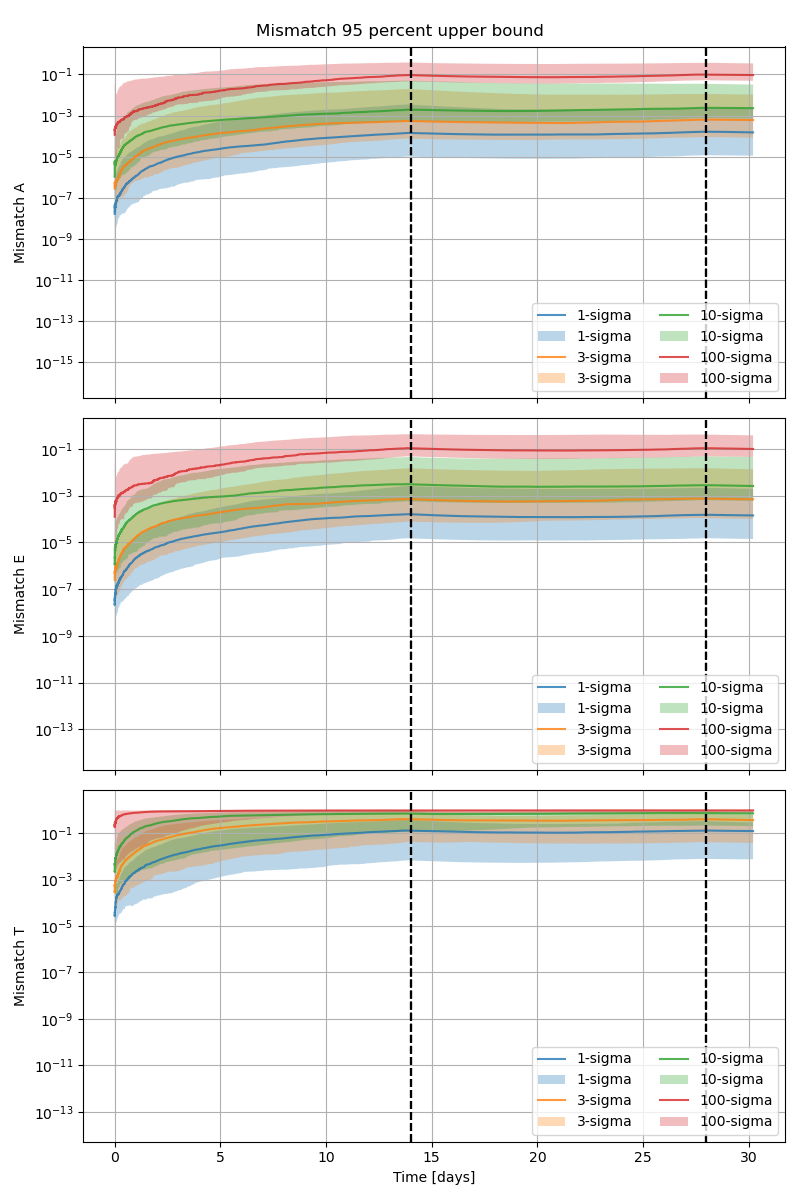 Mismatch 95 percent upper bound
Mismatch A
10⁻¹
10⁻³
10⁻⁵
10⁻⁷
10⁻⁹
10⁻¹¹
10⁻¹³
10⁻¹⁵
1-sigma 10-sigma
1-sigma 10-sigma
3-sigma 100-sigma
3-sigma 100-sigma
Mismatch E
10⁻¹
10⁻³
10⁻⁵
10⁻⁷
10⁻⁹
10⁻¹¹
10⁻¹³
1-sigma 10-sigma
1-sigma 10-sigma
3-sigma 100-sigma
3-sigma 100-sigma
Mismatch T
10⁻¹
10⁻³
10⁻⁵
10⁻⁷
10⁻⁹
10⁻¹¹
10⁻¹³
1-sigma 10-sigma
1-sigma 10-sigma
3-sigma 100-sigma
3-sigma 100-sigma
0 5 10 15 20 25 30
Time [days]